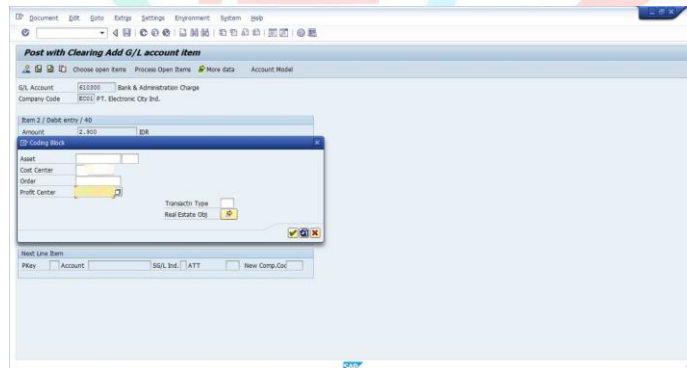 Document Edit Goto Extras Settings Environment System Help
Post with Clearing Add G/L account item
Choose open items Process Open Items More data Account Model
G/L Account 610800 Bank & Administration Charge
Company Code EC01 PT. Electronic City Ind.
Item 2 / Debit entry / 40
Amount 2.900 IDR
Coding Block
Asset
Cost Center
Order
Profit Center
Transactn Type
Real Estate Obj
Next Line Item
PKey Account SG/L Ind. ATT New Comp.Coc
SAP